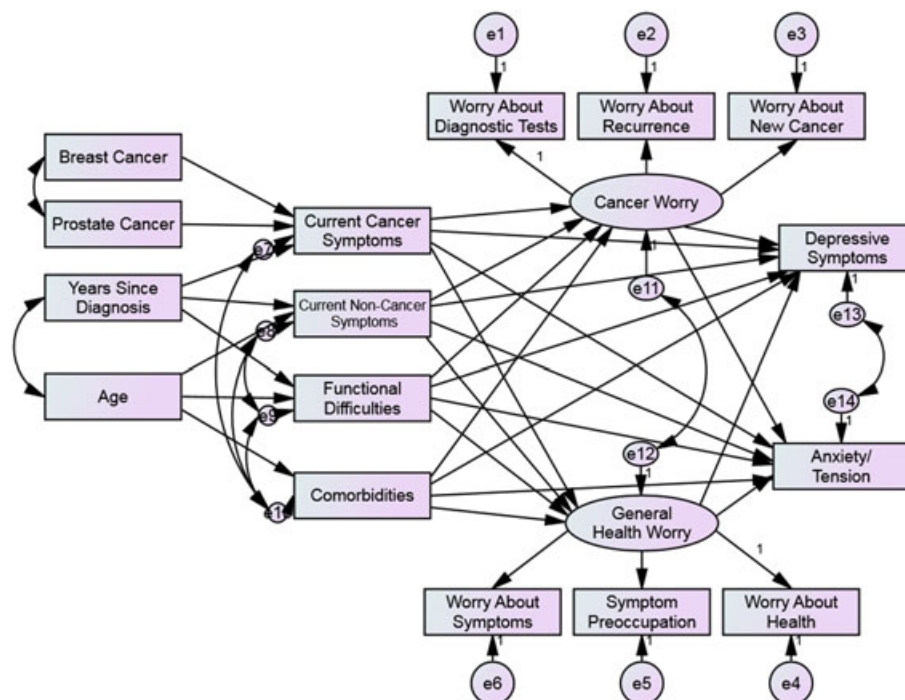 e1
e2
e3
1
1
1
Worry About
Diagnostic Tests
Worry About
Recurrence
Worry About
New Cancer
1
Breast Cancer
Prostate Cancer
Cancer Worry
Current Cancer
Symptoms
Depressive
Symptoms
e7
1
e11
1
e13
Years Since
Diagnosis
Current Non-Cancer
Symptoms
e8
Age
Functional
Difficulties
e9
e14
1
e12
1
Anxiety/
Tension
Comorbidities
General
Health Worry
1
Worry About
Symptoms
Symptom
Preoccupation
Worry About
Health
1
1
1
e6
e5
e4